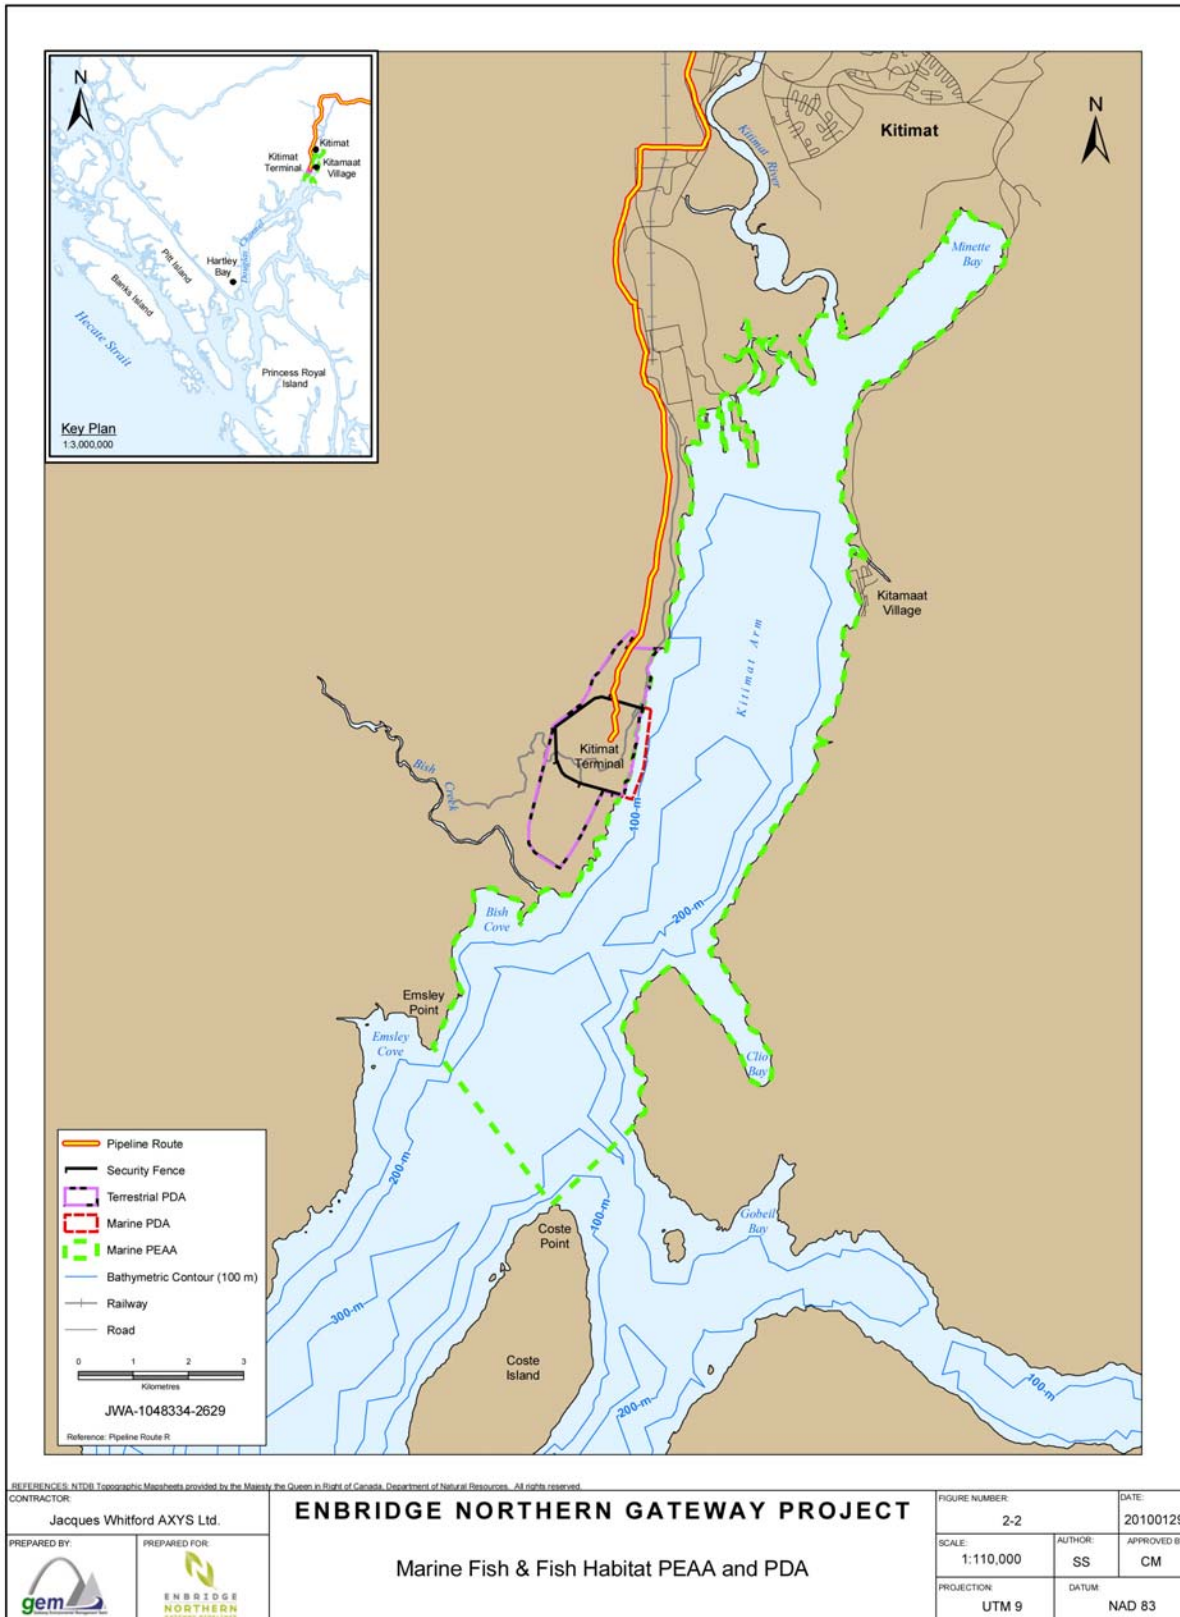 N
Kitimat
Kitimat
Terminal
Kitamaat
Village
Hartley
Bay
Douglas Channel
Pitt Island
Banks Island
Hecate Strait
Princess Royal
Island
Key Plan
1:3,000,000
N
Kitimat
Kitimat River
Minette
Bay
Kitamaat
Village
Kitimat Arm
Kitimat
Terminal
Bish
Creek
100-m
200-m
Bish
Cove
Emsley
Point
Emsley
Cove
Clio
Bay
200-m
Coste
Point
100-m
Gobeil
Bay
300-m
Coste
Island
200-m
100-m
Pipeline Route
Security Fence
Terrestrial PDA
Marine PDA
Marine PEAA
Bathymetric Contour (100 m)
Railway
Road
0 1 2 3
Kilometres
JWA-1048334-2629
Reference: Pipeline Route R
REFERENCES: NTDB Topographic Mapsheets provided by the Majesty the Queen in Right of Canada, Department of Natural Resources. All rights reserved.
CONTRACTOR:
Jacques Whitford AXYS Ltd.
PREPARED BY:
gem
PREPARED FOR:
ENBRIDGE
NORTHERN
ENBRIDGE NORTHERN GATEWAY PROJECT
Marine Fish & Fish Habitat PEAA and PDA
FIGURE NUMBER:
2-2
DATE:
20100129
SCALE:
1:110,000
AUTHOR:
SS
APPROVED B
CM
PROJECTION:
UTM 9
DATUM:
NAD 83